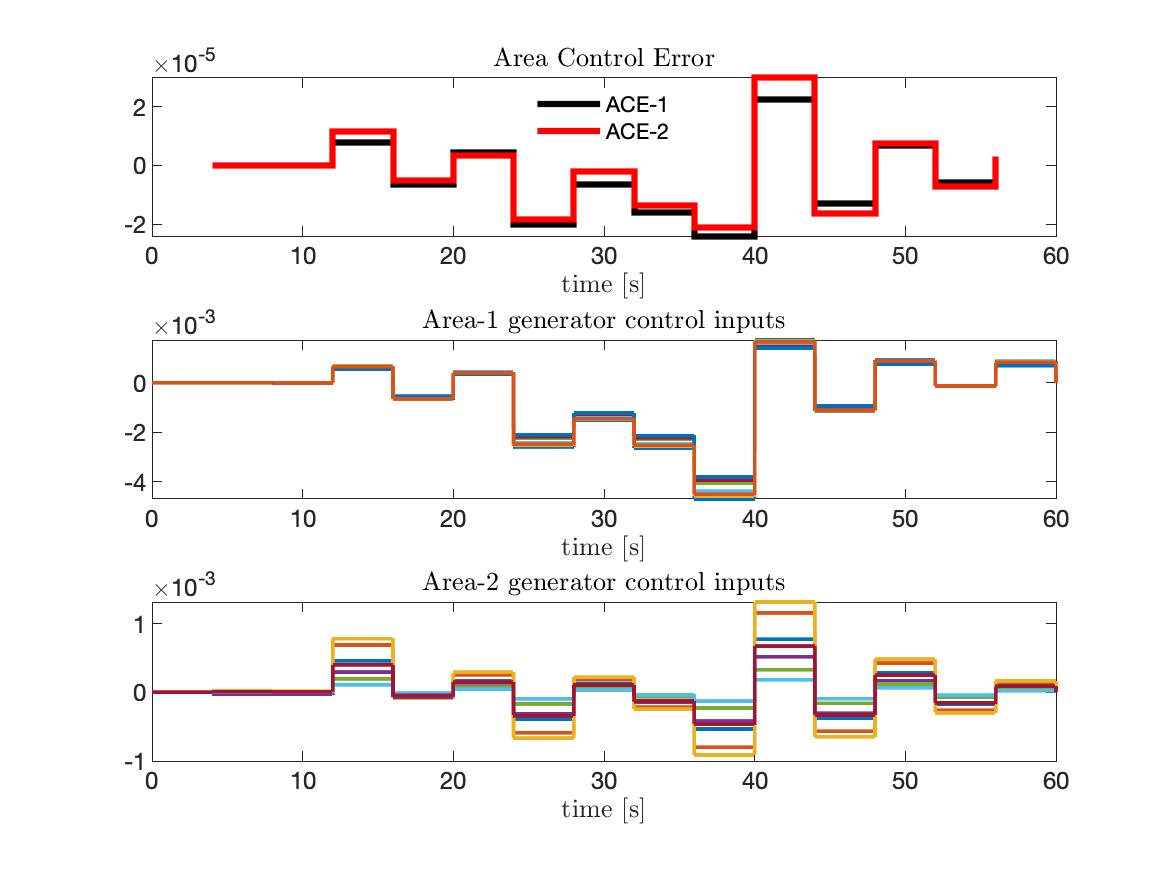 ×10-5
Area Control Error
2
ACE-1
ACE-2
0
-2
0 10 20 30 40 50 60
time [s]
×10-3
Area-1 generator control inputs
0
-2
-4
0 10 20 30 40 50 60
time [s]
×10-3
Area-2 generator control inputs
1
0
-1
0 10 20 30 40 50 60
time [s]